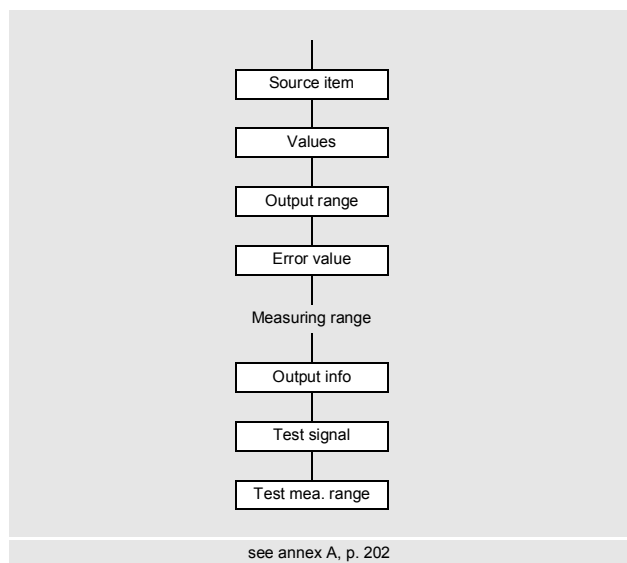 Source item
Values
Output range
Error value
Measuring range
Output info
Test signal
Test mea. range
see annex A, p. 202